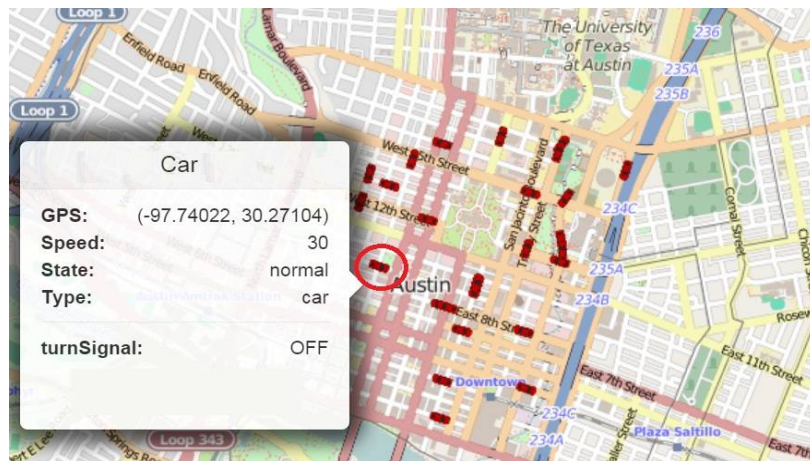 Loop 1
Lamar Boulevard
The University
of Texas
at Austin
236
Enfield Road
Enfield Road
235A
235B
Loop 1
West 15th Street
San Jacinto Boulevard
Trinity Street
Comal Street
Chicon Street
West 12th Street
234C
Car
GPS: (-97.74022, 30.27104)
Speed: 30
State: normal
Type: car
turnSignal: OFF
Austin
235A
234B
Rosew
East 8th Street
East 11th Street
East 7th Street
Downtown
234C
234A
Plaza Saltillo
East 7t
Loop 343